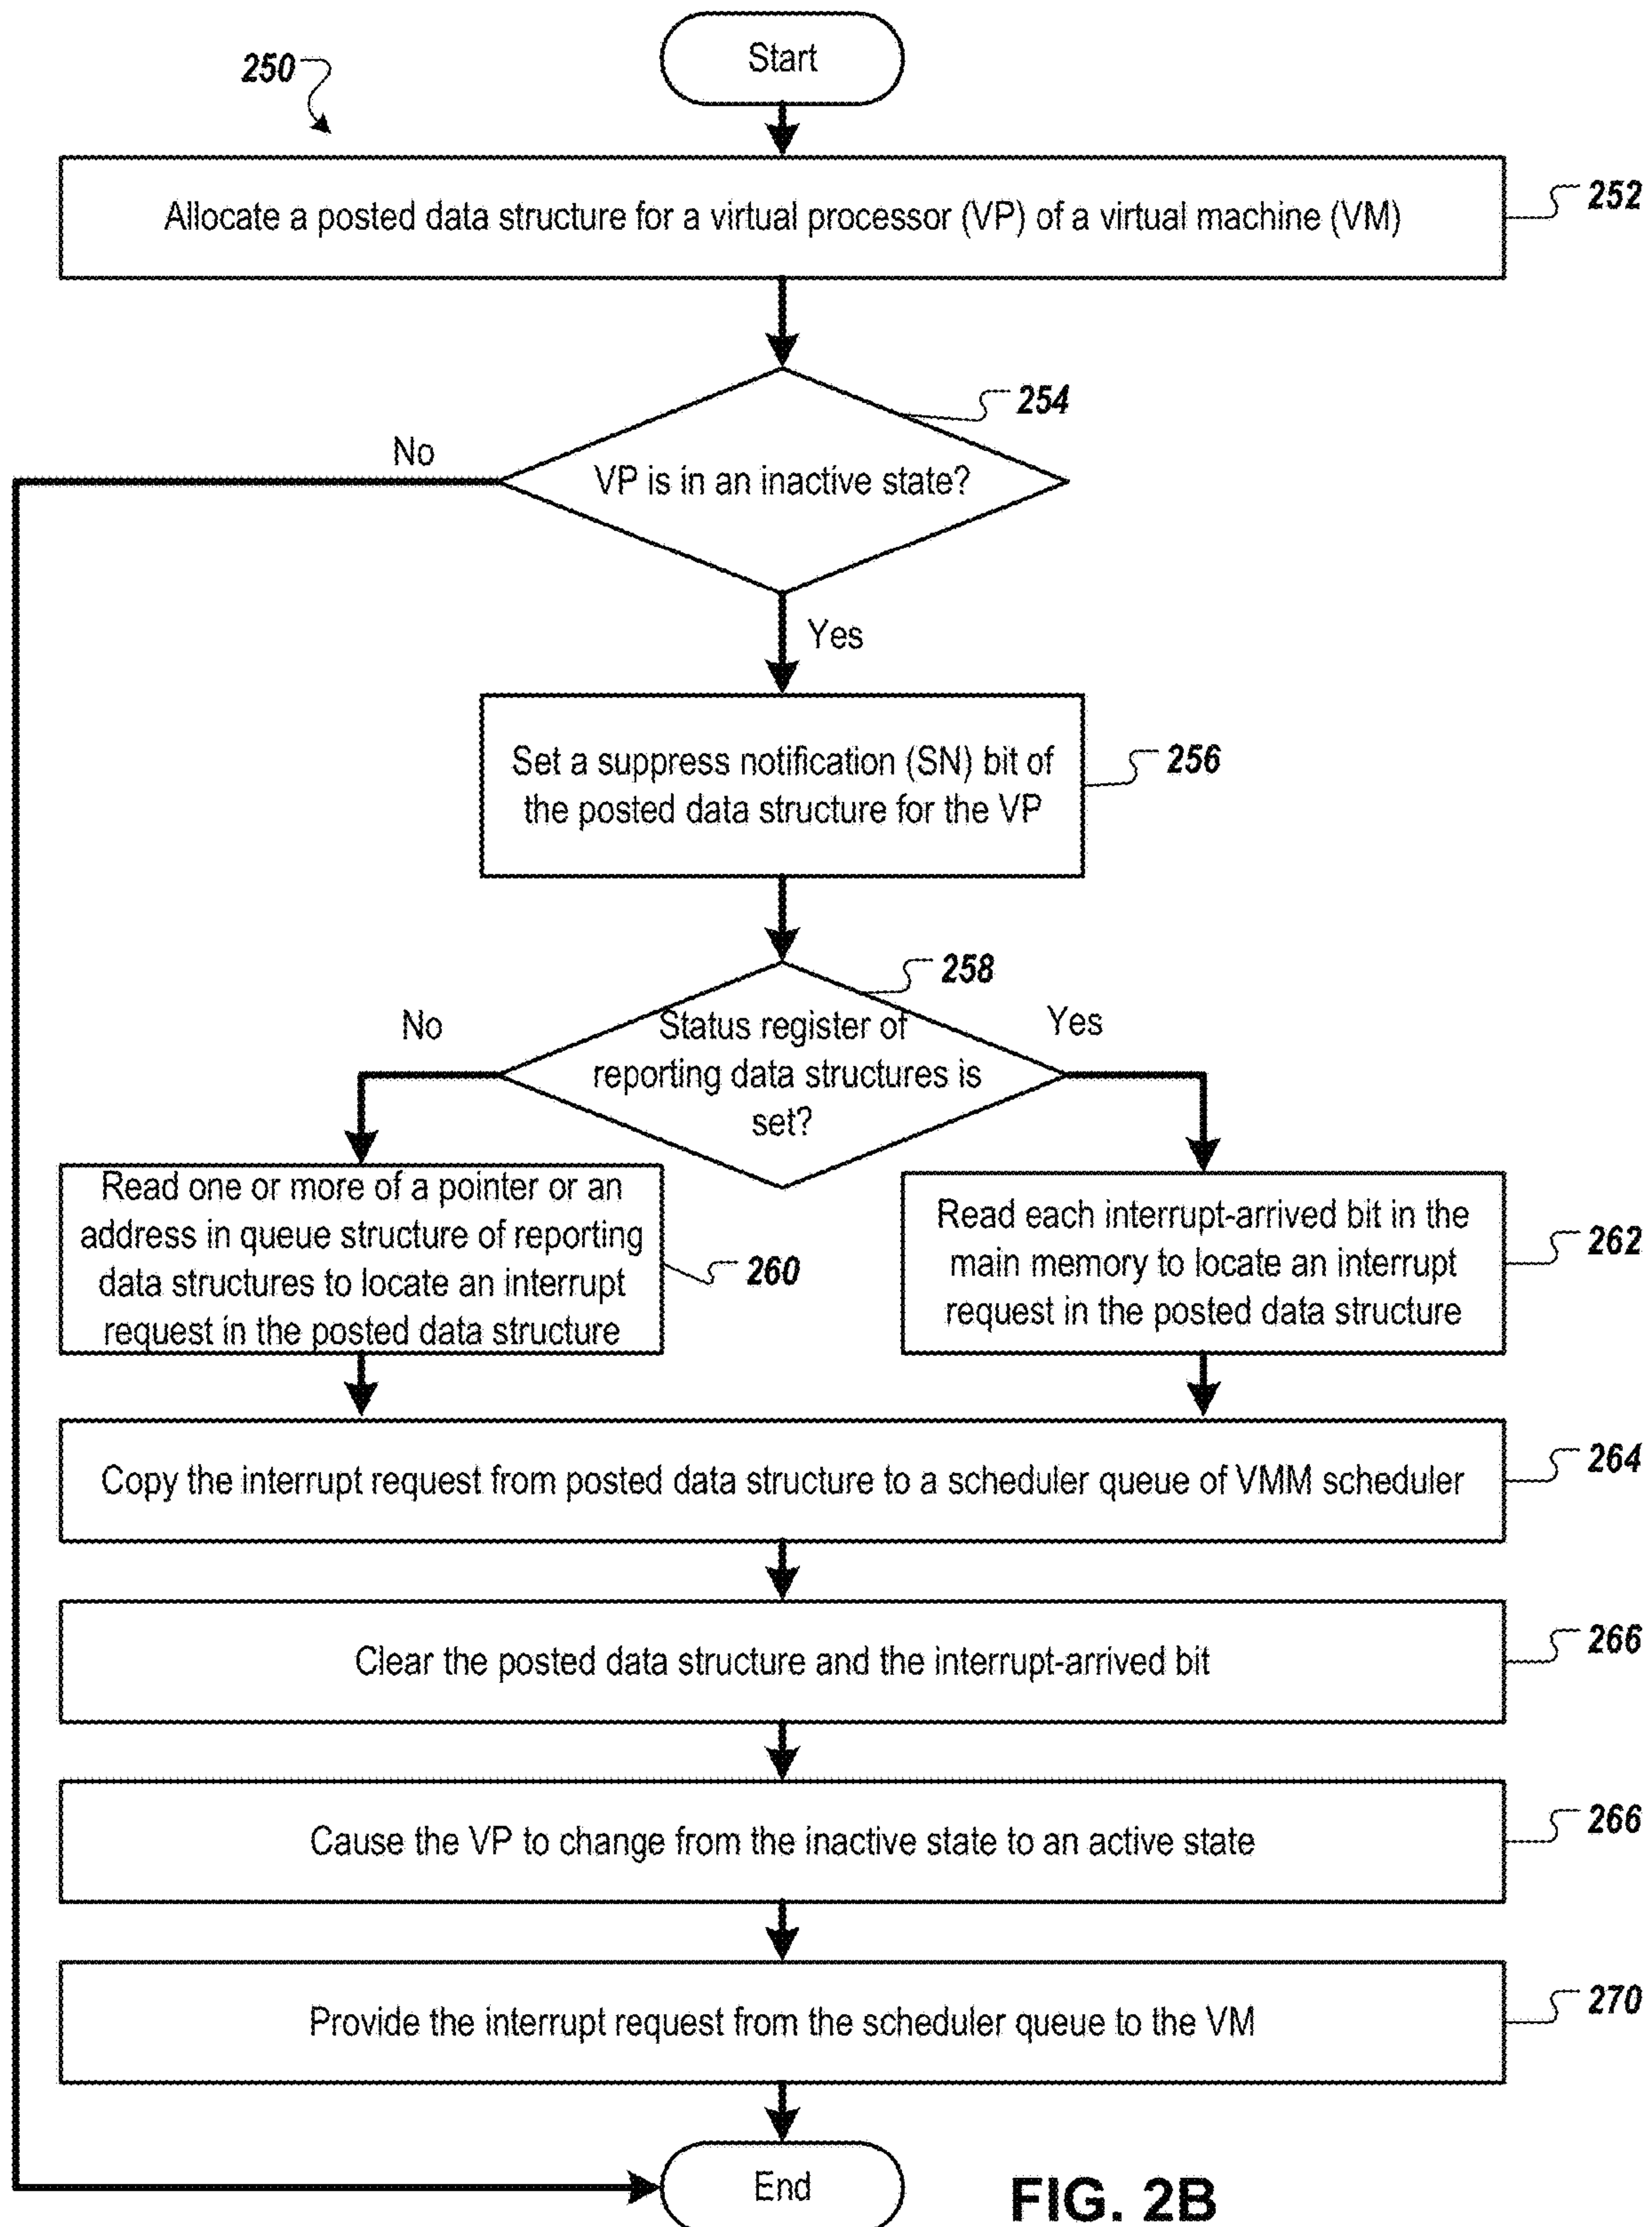 Start
250
Allocate a posted data structure for a virtual processor (VP) of a virtual machine (VM)
252
254
No
VP is in an inactive state?
Yes
Set a suppress notification (SN) bit of
the posted data structure for the VP
256
258
No
Yes
Status register of
reporting data structures is
set?
Read one or more of a pointer or an
address in queue structure of reporting
data structures to locate an interrupt
request in the posted data structure
260
Read each interrupt-arrived bit in the
main memory to locate an interrupt
request in the posted data structure
262
Copy the interrupt request from posted data structure to a scheduler queue of VMM scheduler
264
Clear the posted data structure and the interrupt-arrived bit
266
Cause the VP to change from the inactive state to an active state
266
Provide the interrupt request from the scheduler queue to the VM
270
End
FIG. 2B